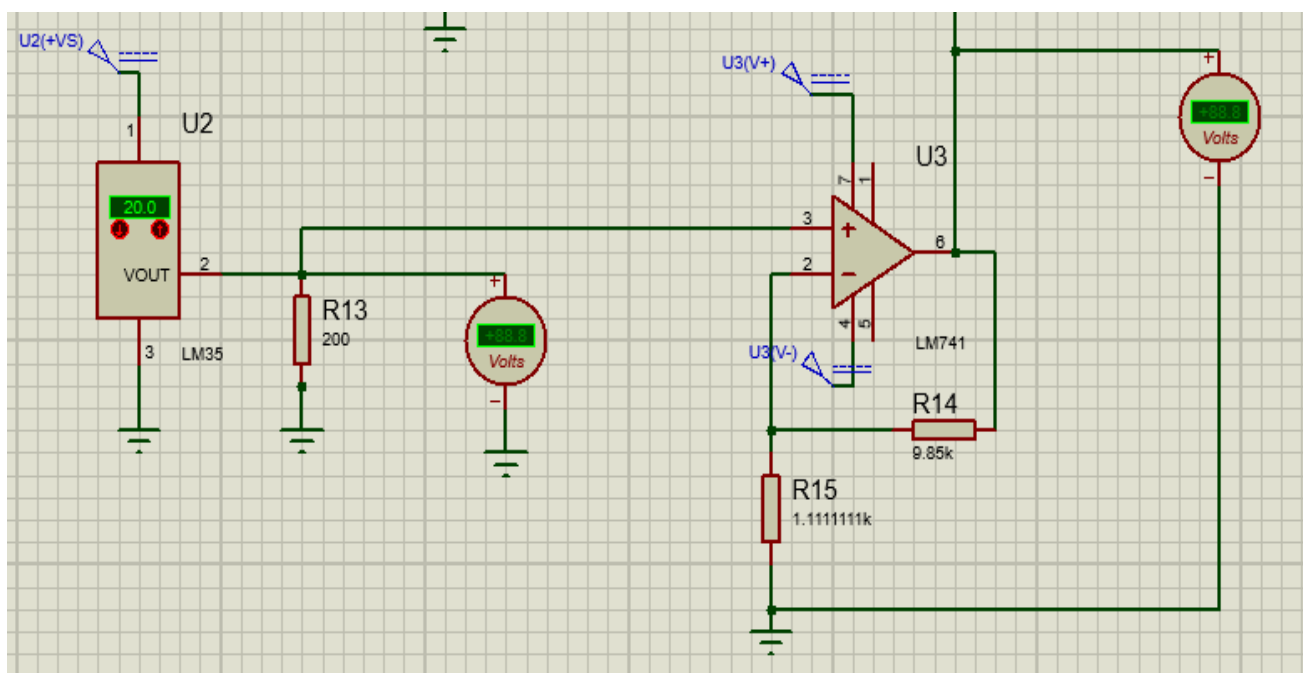 U2(+VS)
U2
1
20.0
VOUT
2
3
LM35
R13
200
+
+88.8
Volts
−
U3(V+)
U3
7
1
3
+
2
−
6
4
5
LM741
U3(V-)
R14
9.85k
R15
1.1111111k
+
+88.8
Volts
−